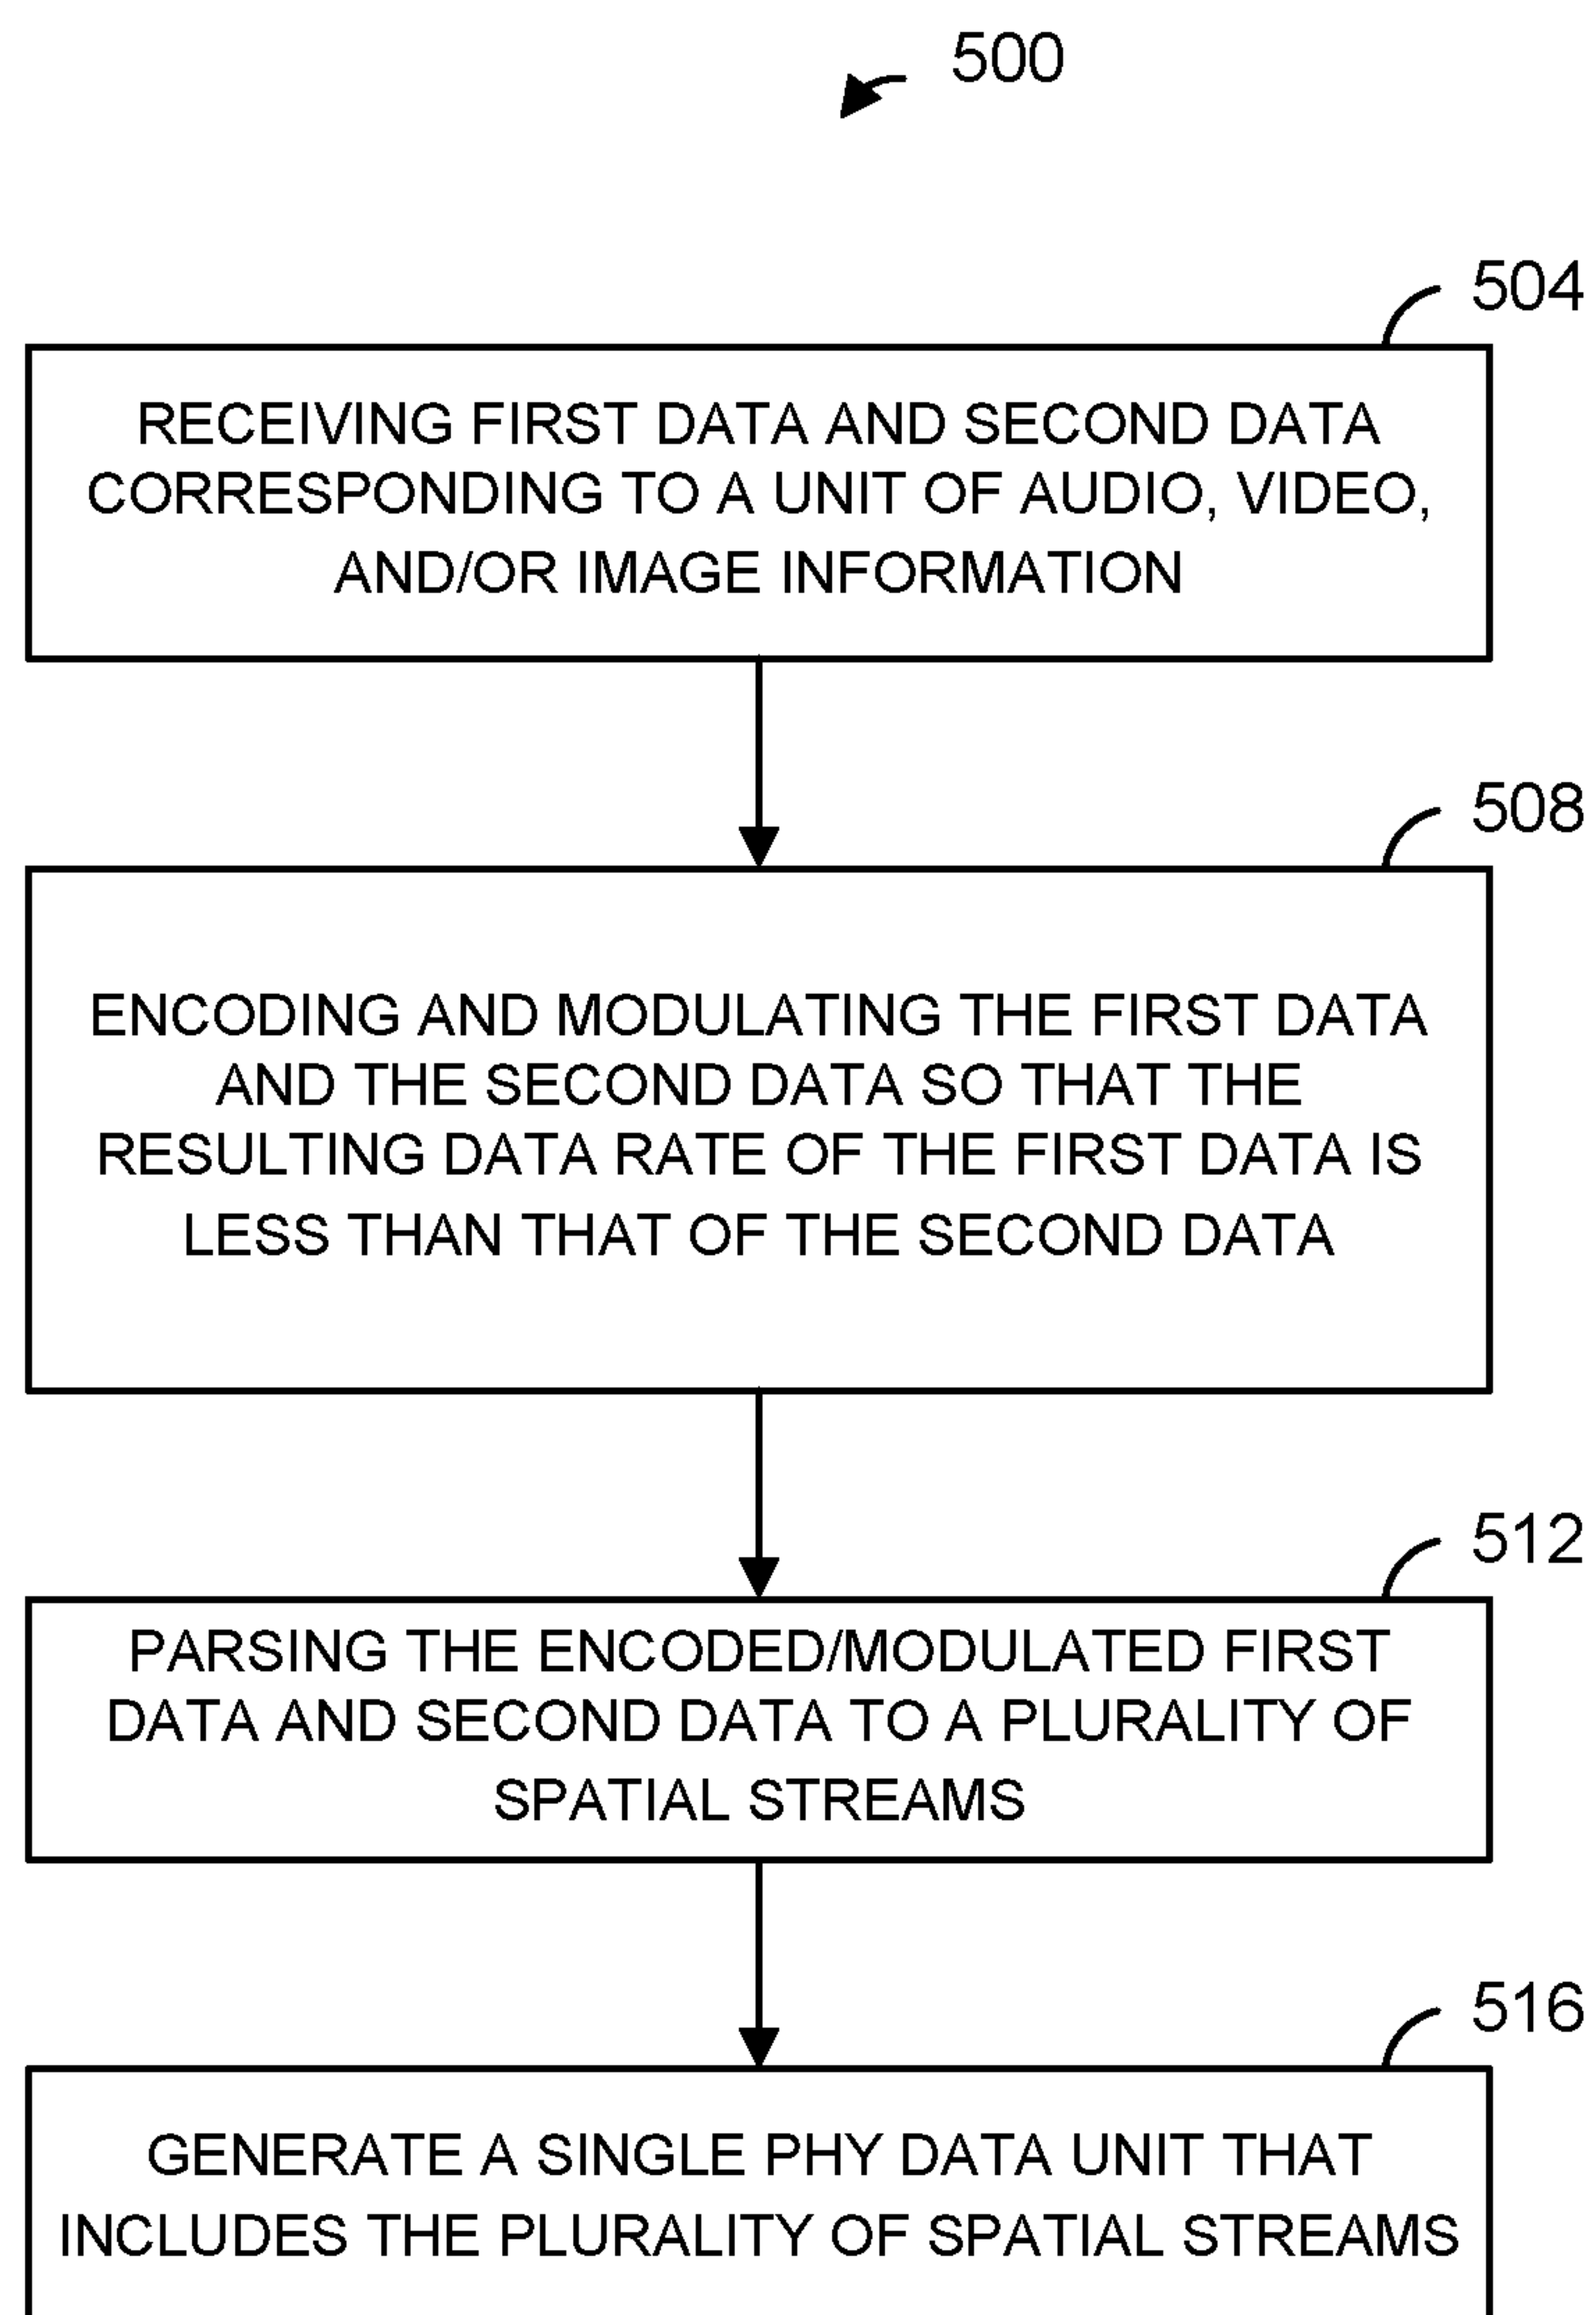 500
504
RECEIVING FIRST DATA AND SECOND DATA
CORRESPONDING TO A UNIT OF AUDIO, VIDEO,
AND/OR IMAGE INFORMATION
508
ENCODING AND MODULATING THE FIRST DATA
AND THE SECOND DATA SO THAT THE
RESULTING DATA RATE OF THE FIRST DATA IS
LESS THAN THAT OF THE SECOND DATA
512
PARSING THE ENCODED/MODULATED FIRST
DATA AND SECOND DATA TO A PLURALITY OF
SPATIAL STREAMS
516
GENERATE A SINGLE PHY DATA UNIT THAT
INCLUDES THE PLURALITY OF SPATIAL STREAMS